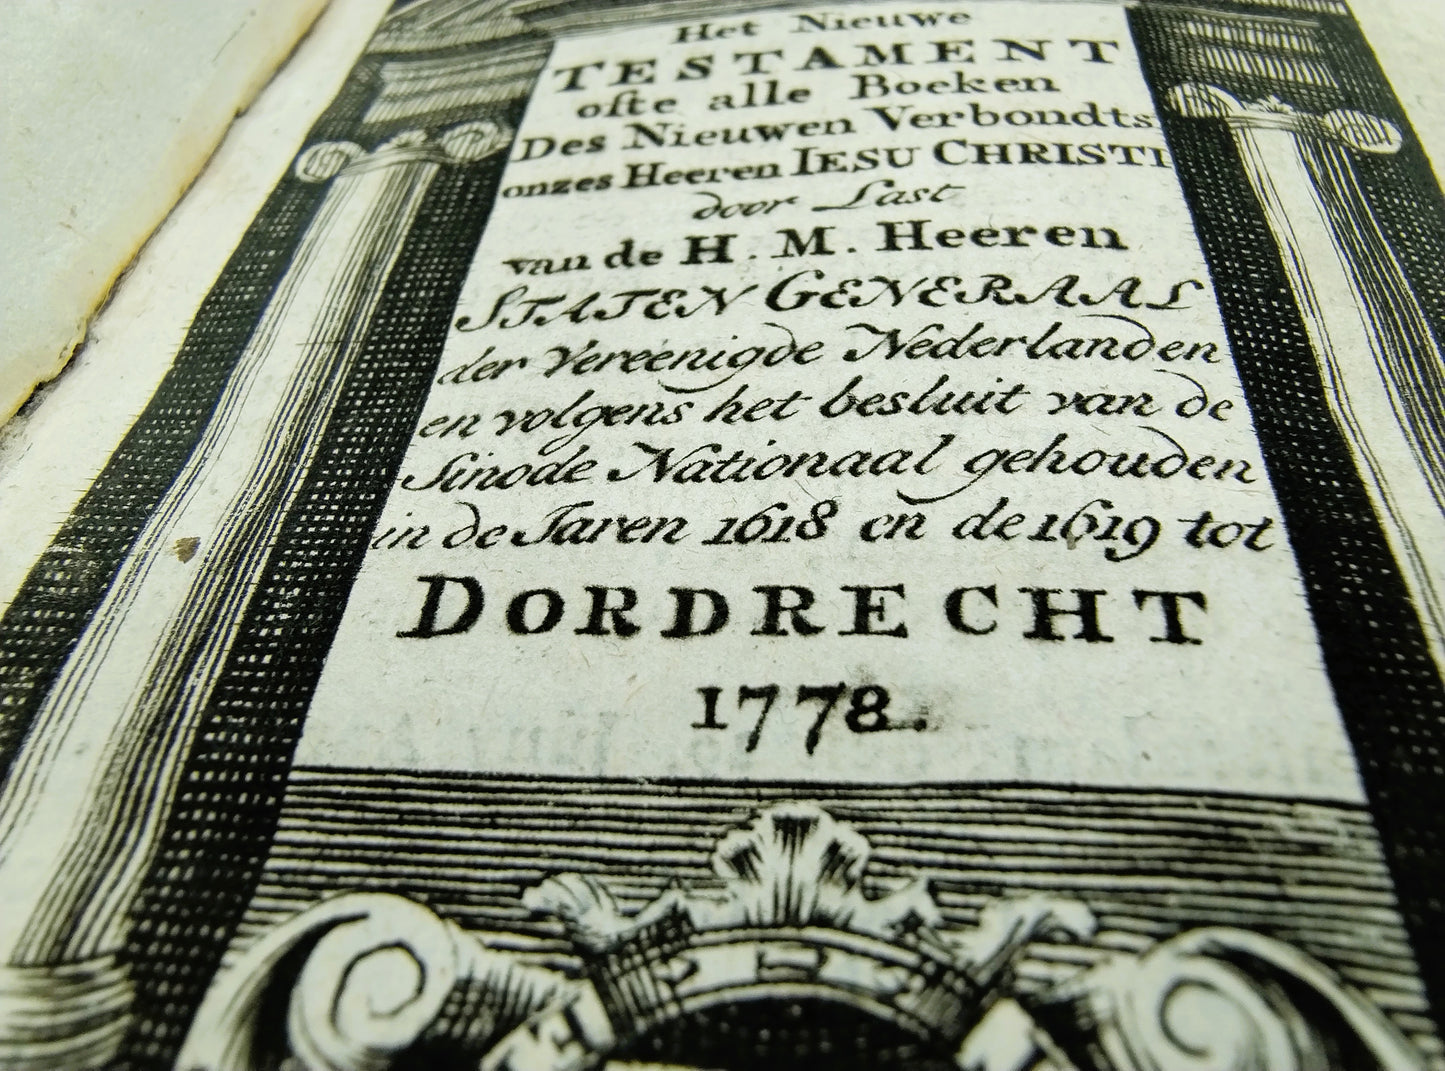 Het Nieuwe
TESTAMENT
ofte alle Boeken
Des Nieuwen Verbondts
onzes Heeren IESU CHRISTI
door Last
van de H. M. Heeren
STATEN GENERAAL
der Vereenigde Nederlanden
en volgens het besluit van de
Sinode Nationaal gehouden
in de Jaren 1618 en de 1619 tot
DORDRECHT
1778.